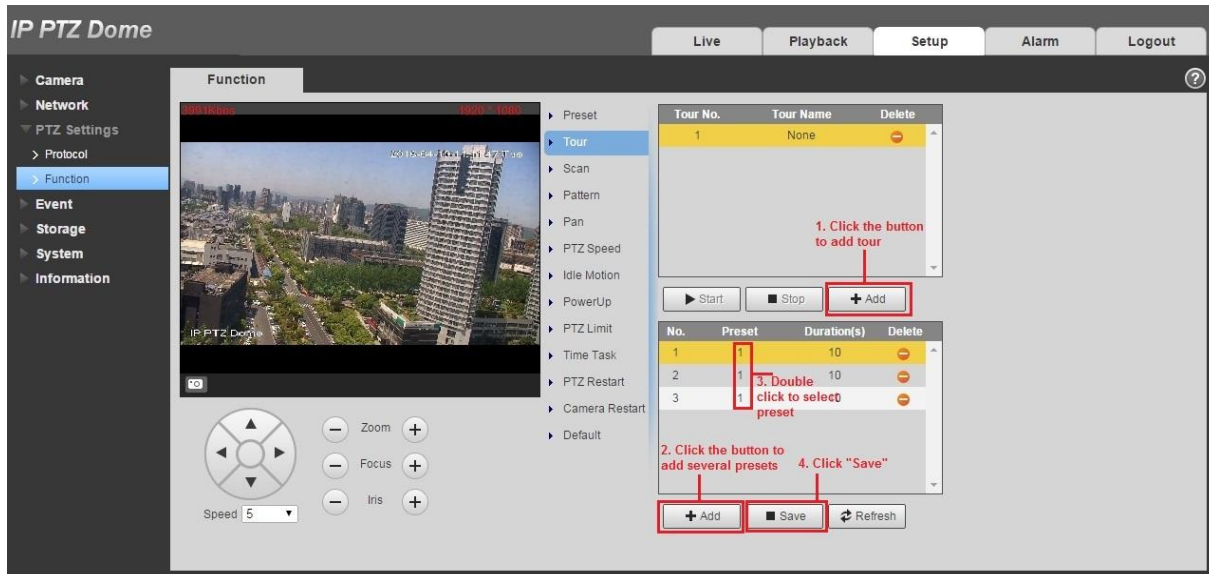 IP PTZ Dome
Live
Playback
Setup
Alarm
Logout
Camera
Network
PTZ Settings
Protocol
Function
Event
Storage
System
Information
Function
3991Kbps
1920 * 1080
IP PTZ Dome
Speed 5
Zoom
Focus
Iris
Preset
Tour
Scan
Pattern
Pan
PTZ Speed
Idle Motion
PowerUp
PTZ Limit
Time Task
PTZ Restart
Camera Restart
Default
Tour No. Tour Name Delete
1 None
1. Click the button
to add tour
Start
Stop
Add
No. Preset Duration(s) Delete
1 1 10
2 1 10
3 1
3. Double
click to select
preset
2. Click the button to
add several presets
4. Click "Save"
Add
Save
Refresh